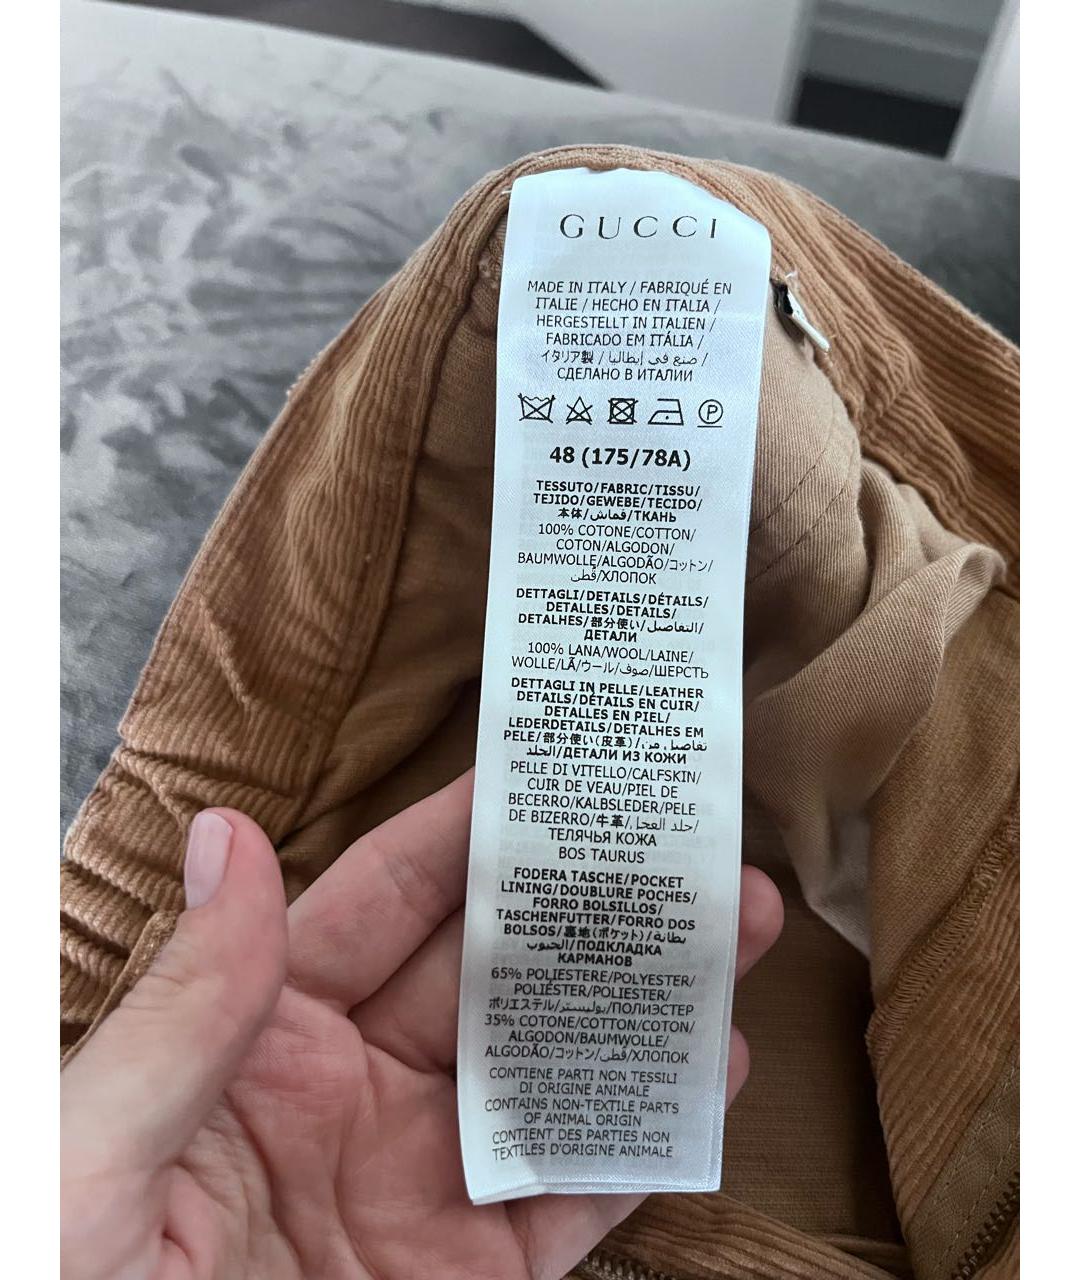 GUCCI
MADE IN ITALY / FABRIQUÉ EN
ITALIE / HECHO EN ITALIA /
HERGESTELLT IN ITALIEN /
FABRICADO EM ITÁLIA /
イタリア製 / صنع في إيطاليا /
СДЕЛАНО В ИТАЛИИ
P
48 (175/78A)
TESSUTO/FABRIC/TISSU/
TEJIDO/GEWEBE/TECIDO/
本体/قماش/ТКАНЬ
100% COTONE/COTTON/
COTON/ALGODON/
BAUMWOLLE/ALGODÃO/コットン/
قطن/ХЛОПОК
DETTAGLI/DETAILS/DÉTAILS/
DETALLES/DETAILS/
DETALHES/部分使い/التفاصيل/
ДЕТАЛИ
100% LANA/WOOL/LAINE/
WOLLE/LÃ/ウール/صوف/ШЕРСТЬ
DETTAGLI IN PELLE/LEATHER
DETAILS/DÉTAILS EN CUIR/
DETALLES EN PIEL/
LEDERDETAILS/DETALHES EM
PELE/部分使い(皮革)/تفاصيل من
الجلد/ДЕТАЛИ ИЗ КОЖИ
PELLE DI VITELLO/CALFSKIN/
CUIR DE VEAU/PIEL DE
BECERRO/KALBSLEDER/PELE
DE BIZERRO/牛革/جلد العجل/
ТЕЛЯЧЬЯ КОЖА
BOS TAURUS
FODERA TASCHE/POCKET
LINING/DOUBLURE POCHES/
FORRO BOLSILLOS/
TASCHENFUTTER/FORRO DOS
BOLSOS/裏地(ポケット)/بطانة
الجيوب/ПОДКЛАДКА
КАРМАНОВ
65% POLIESTERE/POLYESTER/
POLIÉSTER/POLIESTER/
ポリエステル/بوليستر/ПОЛИЭСТЕР
35% COTONE/COTTON/COTON/
ALGODON/BAUMWOLLE/
ALGODÃO/コットン/قطن/ХЛОПОК
CONTIENE PARTI NON TESSILI
DI ORIGINE ANIMALE
CONTAINS NON-TEXTILE PARTS
OF ANIMAL ORIGIN
CONTIENT DES PARTIES NON
TEXTILES D'ORIGINE ANIMALE